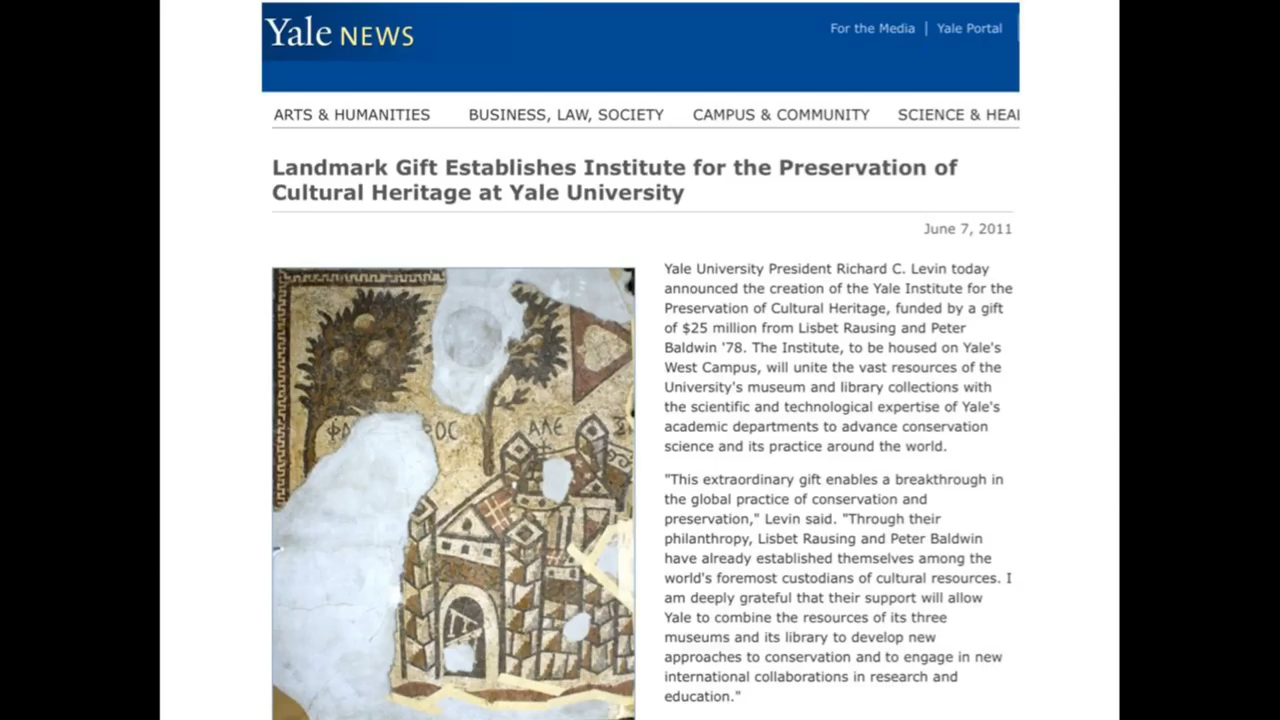 Yale NEWS
For the Media | Yale Portal
ARTS & HUMANITIES BUSINESS, LAW, SOCIETY CAMPUS & COMMUNITY SCIENCE &
Landmark Gift Establishes Institute for the Preservation of
Cultural Heritage at Yale University
June 7, 2011
ΑΛΕ
Yale University President Richard C. Levin today
announced the creation of the Yale Institute for the
Preservation of Cultural Heritage, funded by a gift
of $25 million from Lisbet Rausing and Peter
Baldwin '78. The Institute, to be housed on Yale's
West Campus, will unite the vast resources of the
University's museum and library collections with
the scientific and technological expertise of Yale's
academic departments to advance conservation
science and its practice around the world.
"This extraordinary gift enables a breakthrough in
the global practice of conservation and
preservation," Levin said. "Through their
philanthropy, Lisbet Rausing and Peter Baldwin
have already established themselves among the
world's foremost custodians of cultural resources. I
am deeply grateful that their support will allow
Yale to combine the resources of its three
museums and its library to develop new
approaches to conservation and to engage in new
international collaborations in research and
education."